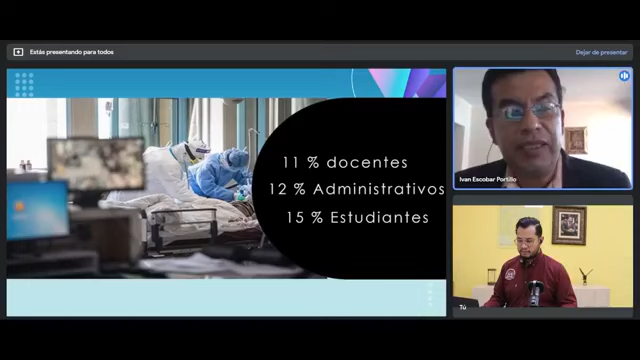 Estás presentando para todos
Dejar de presentar
11 % docentes
12 % Administrativos
15 % Estudiantes
Ivan Escobar Portillo
Tú